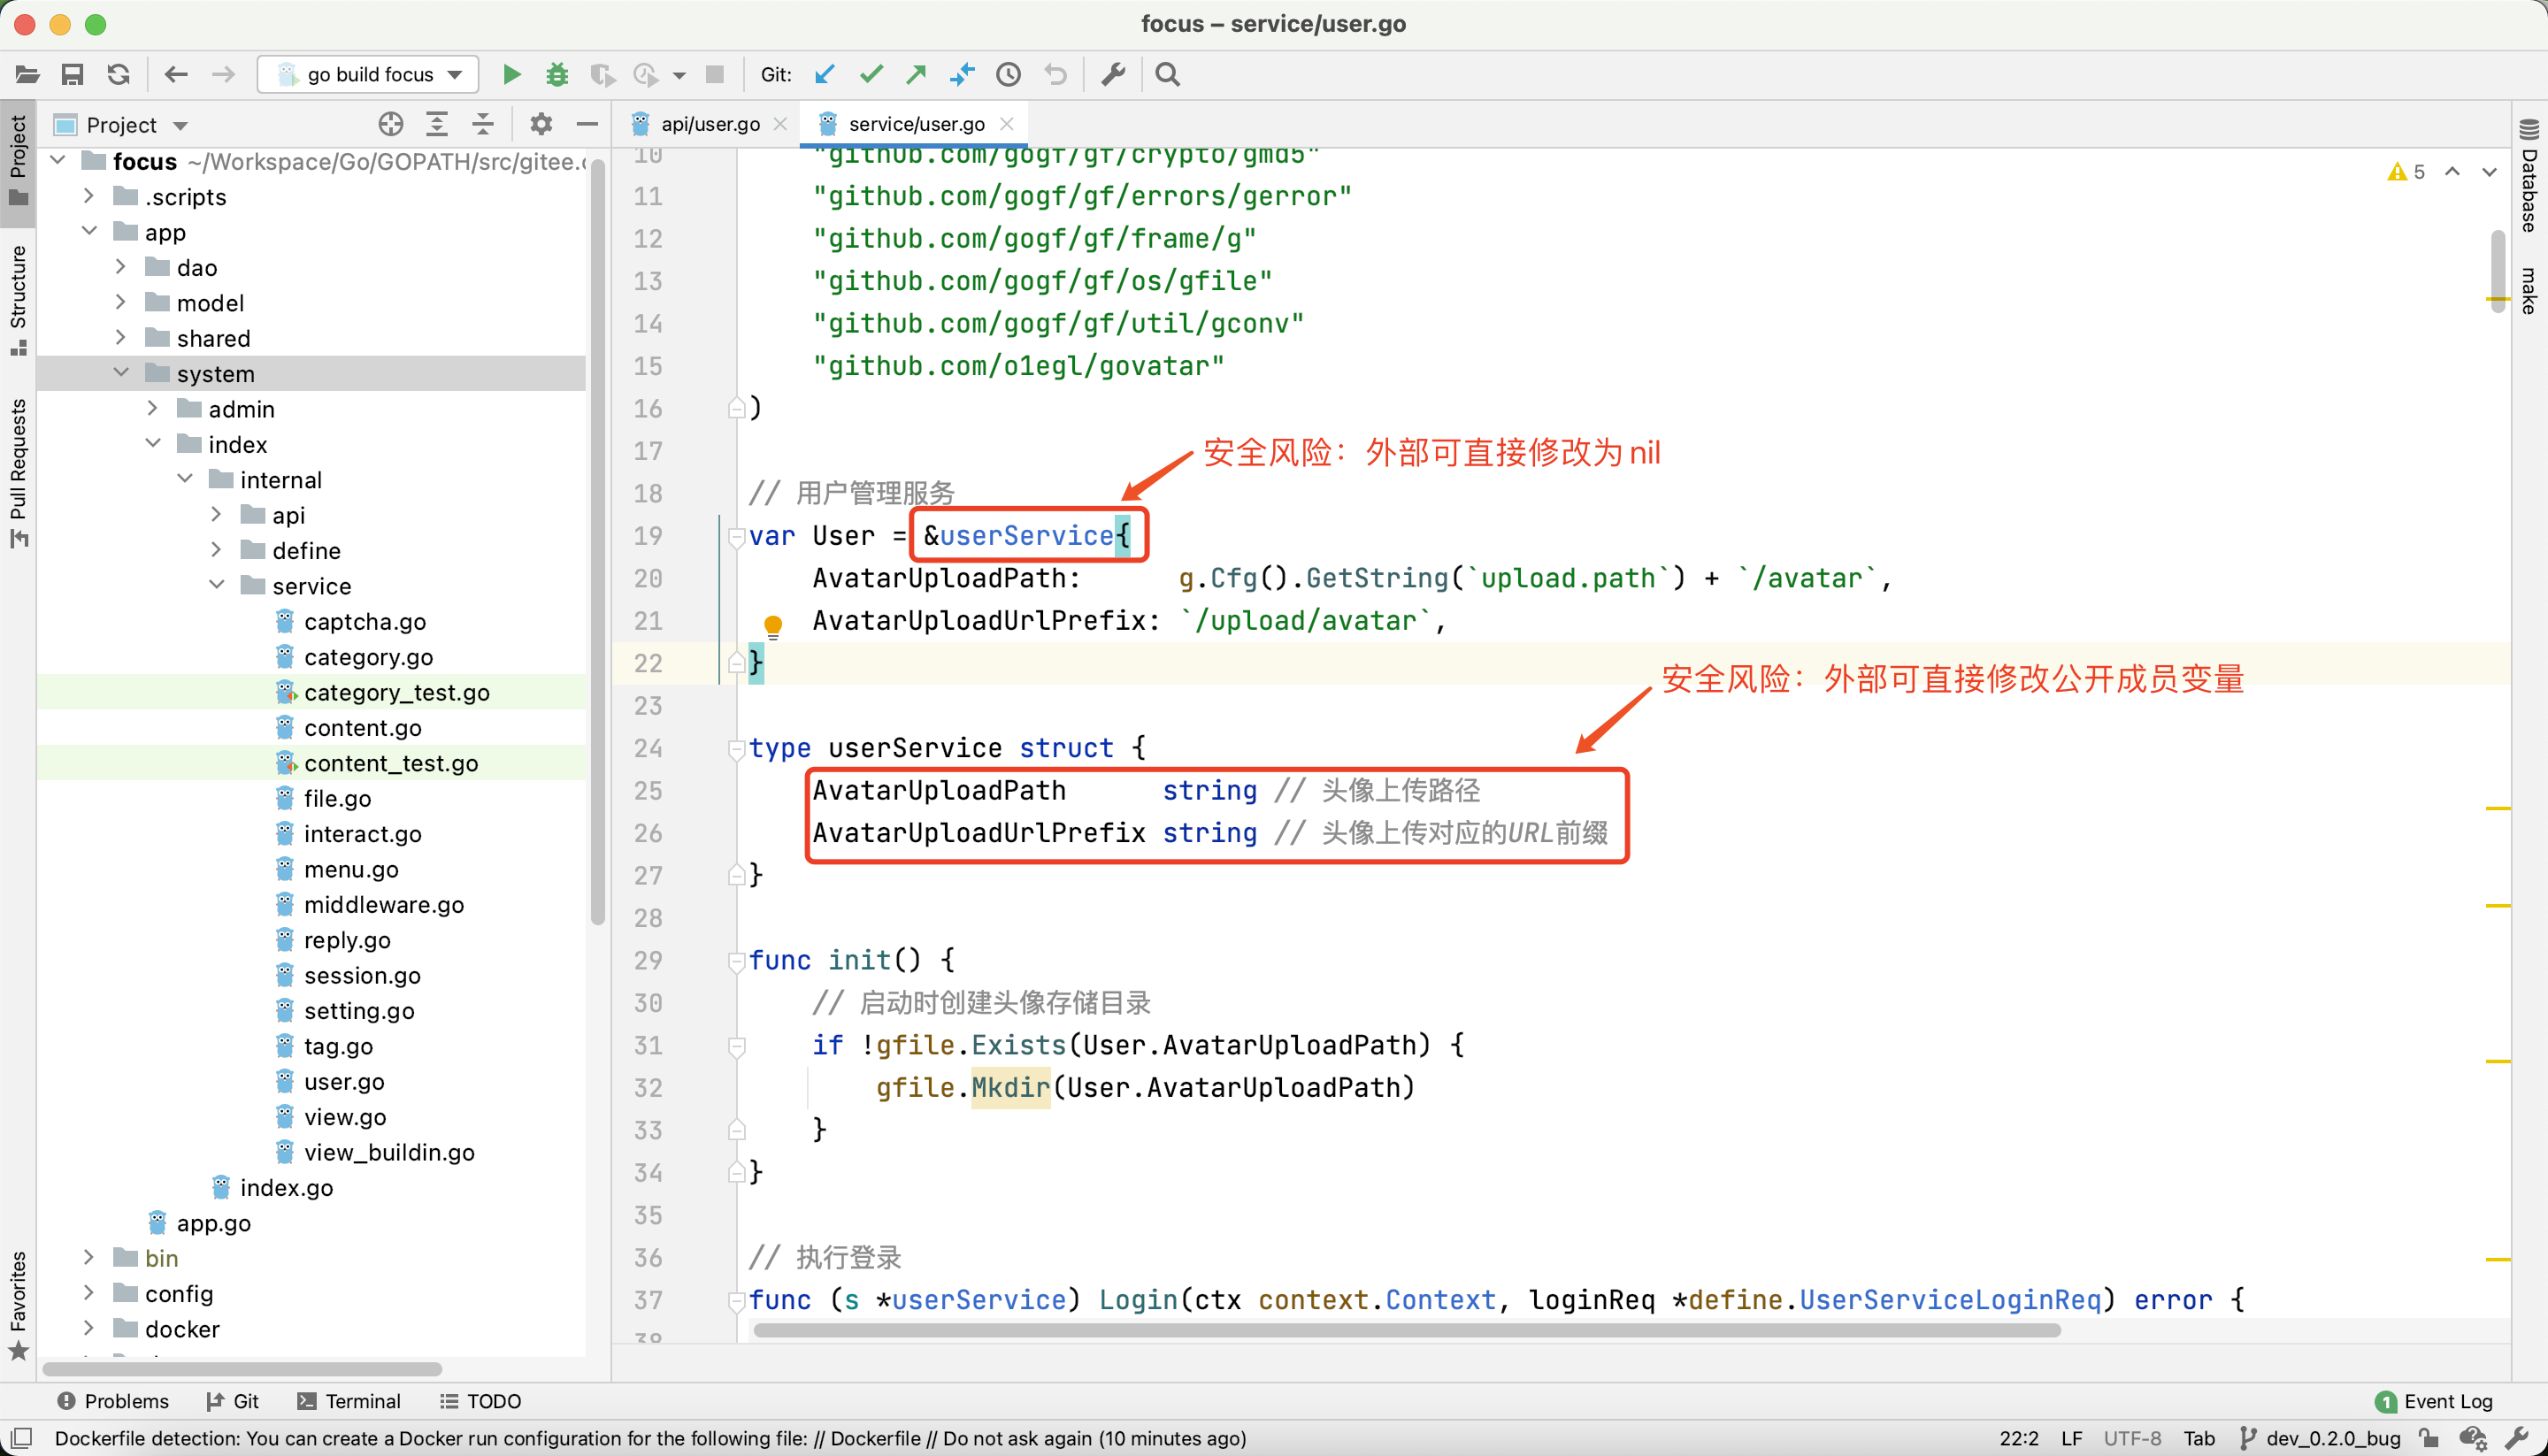 focus – service/user.go
go build focus
Git:
Project
api/user.go
service/user.go
Project
Structure
Pull Requests
Favorites
focus ~/Workspace/Go/GOPATH/src/gitee.
.scripts
app
dao
model
shared
system
admin
index
internal
api
define
service
captcha.go
category.go
category_test.go
content.go
content_test.go
file.go
interact.go
menu.go
middleware.go
reply.go
session.go
setting.go
tag.go
user.go
view.go
view_buildin.go
index.go
app.go
bin
config
docker
10 "github.com/gogf/gf/crypto/gmd5"
11 "github.com/gogf/gf/errors/gerror"
12 "github.com/gogf/gf/frame/g"
13 "github.com/gogf/gf/os/gfile"
14 "github.com/gogf/gf/util/gconv"
15 "github.com/o1egl/govatar"
16 )
17
安全风险：外部可直接修改为nil
18 // 用户管理服务
19 var User = &userService{
20 AvatarUploadPath: g.Cfg().GetString(`upload.path`) + `/avatar`,
21 AvatarUploadUrlPrefix: `/upload/avatar`,
22 }
安全风险：外部可直接修改公开成员变量
23
24 type userService struct {
25 AvatarUploadPath string // 头像上传路径
26 AvatarUploadUrlPrefix string // 头像上传对应的URL前缀
27 }
28
29 func init() {
30 // 启动时创建头像存储目录
31 if !gfile.Exists(User.AvatarUploadPath) {
32 gfile.Mkdir(User.AvatarUploadPath)
33 }
34 }
35
36 // 执行登录
37 func (s *userService) Login(ctx context.Context, loginReq *define.UserServiceLoginReq) error {
38
5
Database
make
Problems
Git
Terminal
TODO
1 Event Log
Dockerfile detection: You can create a Docker run configuration for the following file: // Dockerfile // Do not ask again (10 minutes ago)
22:2
LF
UTF-8
Tab
dev_0.2.0_bug